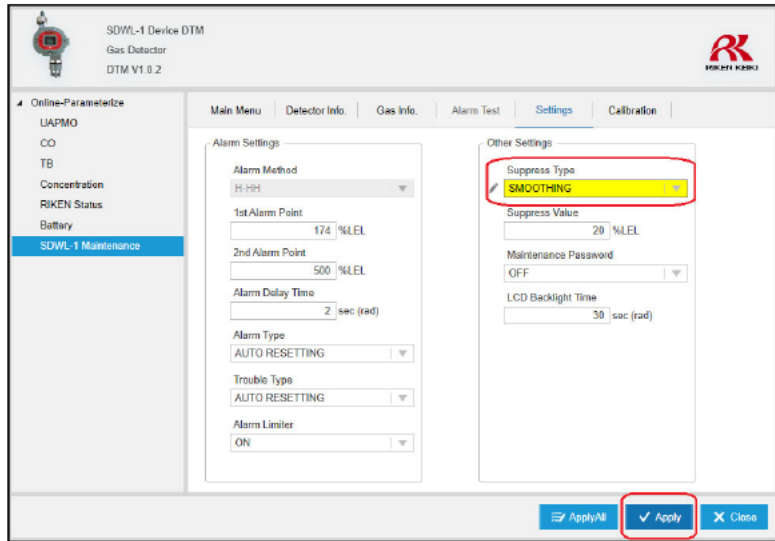 SDWL-1 Device DTM
Gas Detector
DTM V1.0.2
RIKEN KEIKI
Online-Parameterize
UAPMO
CO
TB
Concentration
RIKEN Status
Battery
SDWL-1 Maintenance
Main Menu
Detector Info.
Gas Info.
Alarm Test
Settings
Calibration
Alarm Settings
Alarm Method
H-HH
1st Alarm Point
174 %LEL
2nd Alarm Point
500 %LEL
Alarm Delay Time
2 sec (rad)
Alarm Type
AUTO RESETTING
Trouble Type
AUTO RESETTING
Alarm Limiter
ON
Other Settings
Suppress Type
SMOOTHING
Suppress Value
20 %LEL
Maintenance Password
OFF
LCD Backlight Time
30 sec (rad)
ApplyAll
Apply
Close